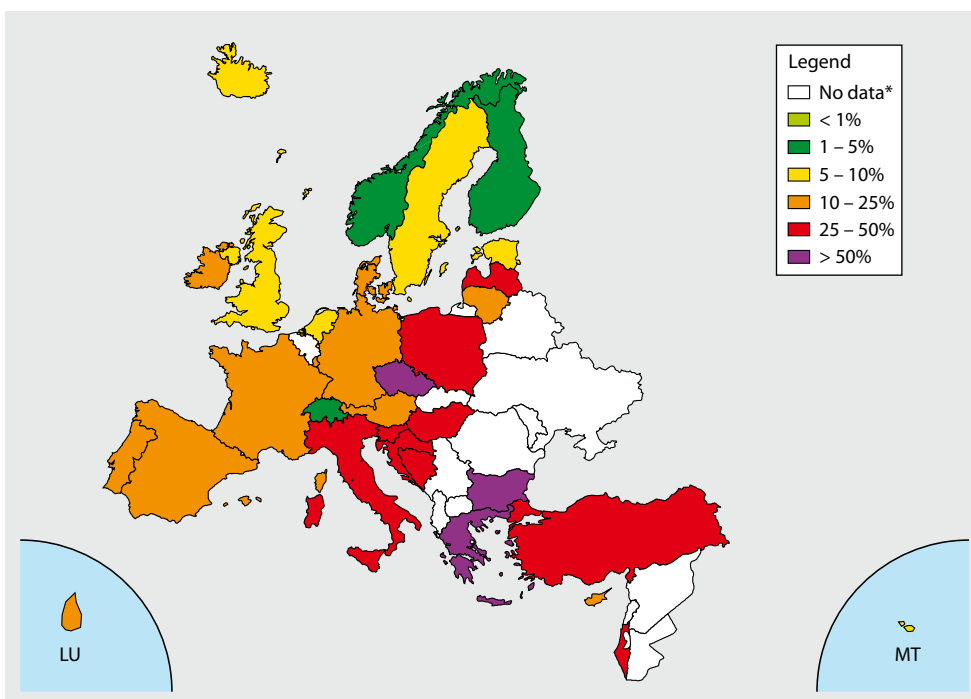 Legend
No data*
< 1%
1 – 5%
5 – 10%
10 – 25%
25 – 50%
> 50%
LU
MT